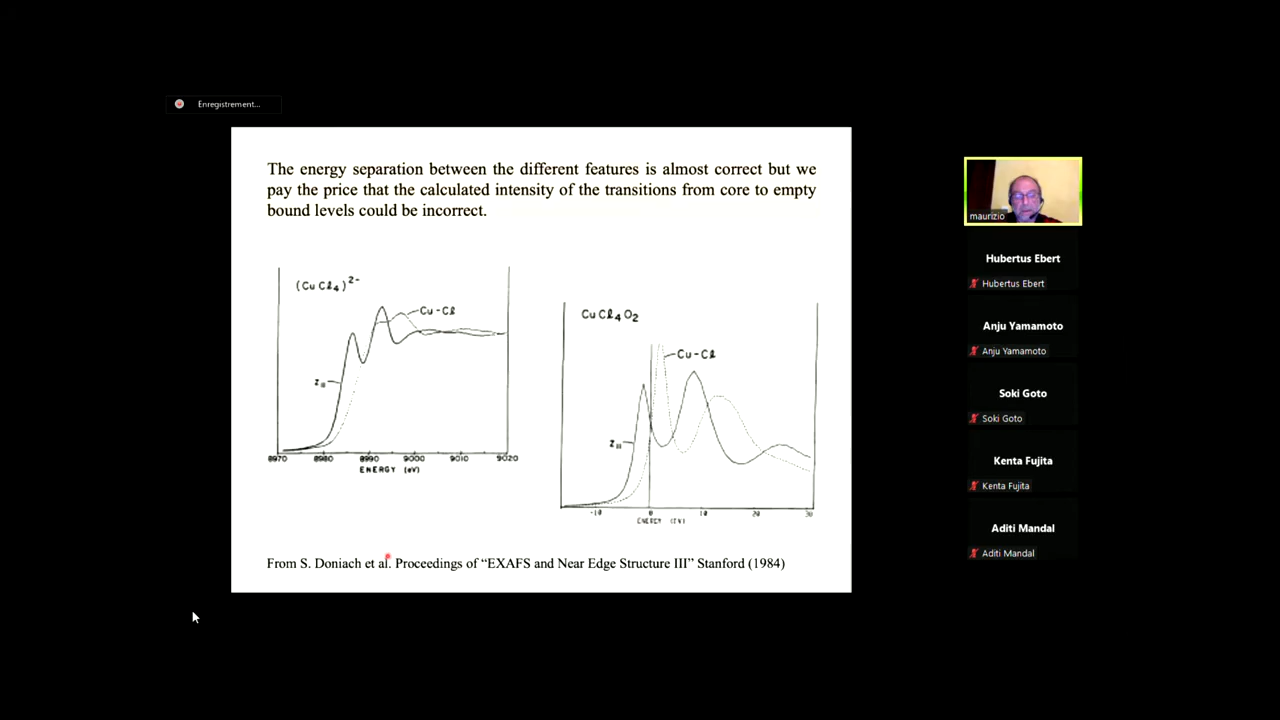 Enregistrement...
The energy separation between the different features is almost correct but we
pay the price that the calculated intensity of the transitions from core to empty
bound levels could be incorrect.
(CuCl4)2-
Cu-Cl
Z||
8970 8980 8990 9000 9010 9020
ENERGY (eV)
CuCl4O2
Cu-Cl
Z||
-10 0 10 20 30
ENERGY (EV)
From S. Doniach et al. Proceedings of “EXAFS and Near Edge Structure III” Stanford (1984)
maurizio
Hubertus Ebert
Hubertus Ebert
Anju Yamamoto
Anju Yamamoto
Soki Goto
Soki Goto
Kenta Fujita
Kenta Fujita
Aditi Mandal
Aditi Mandal